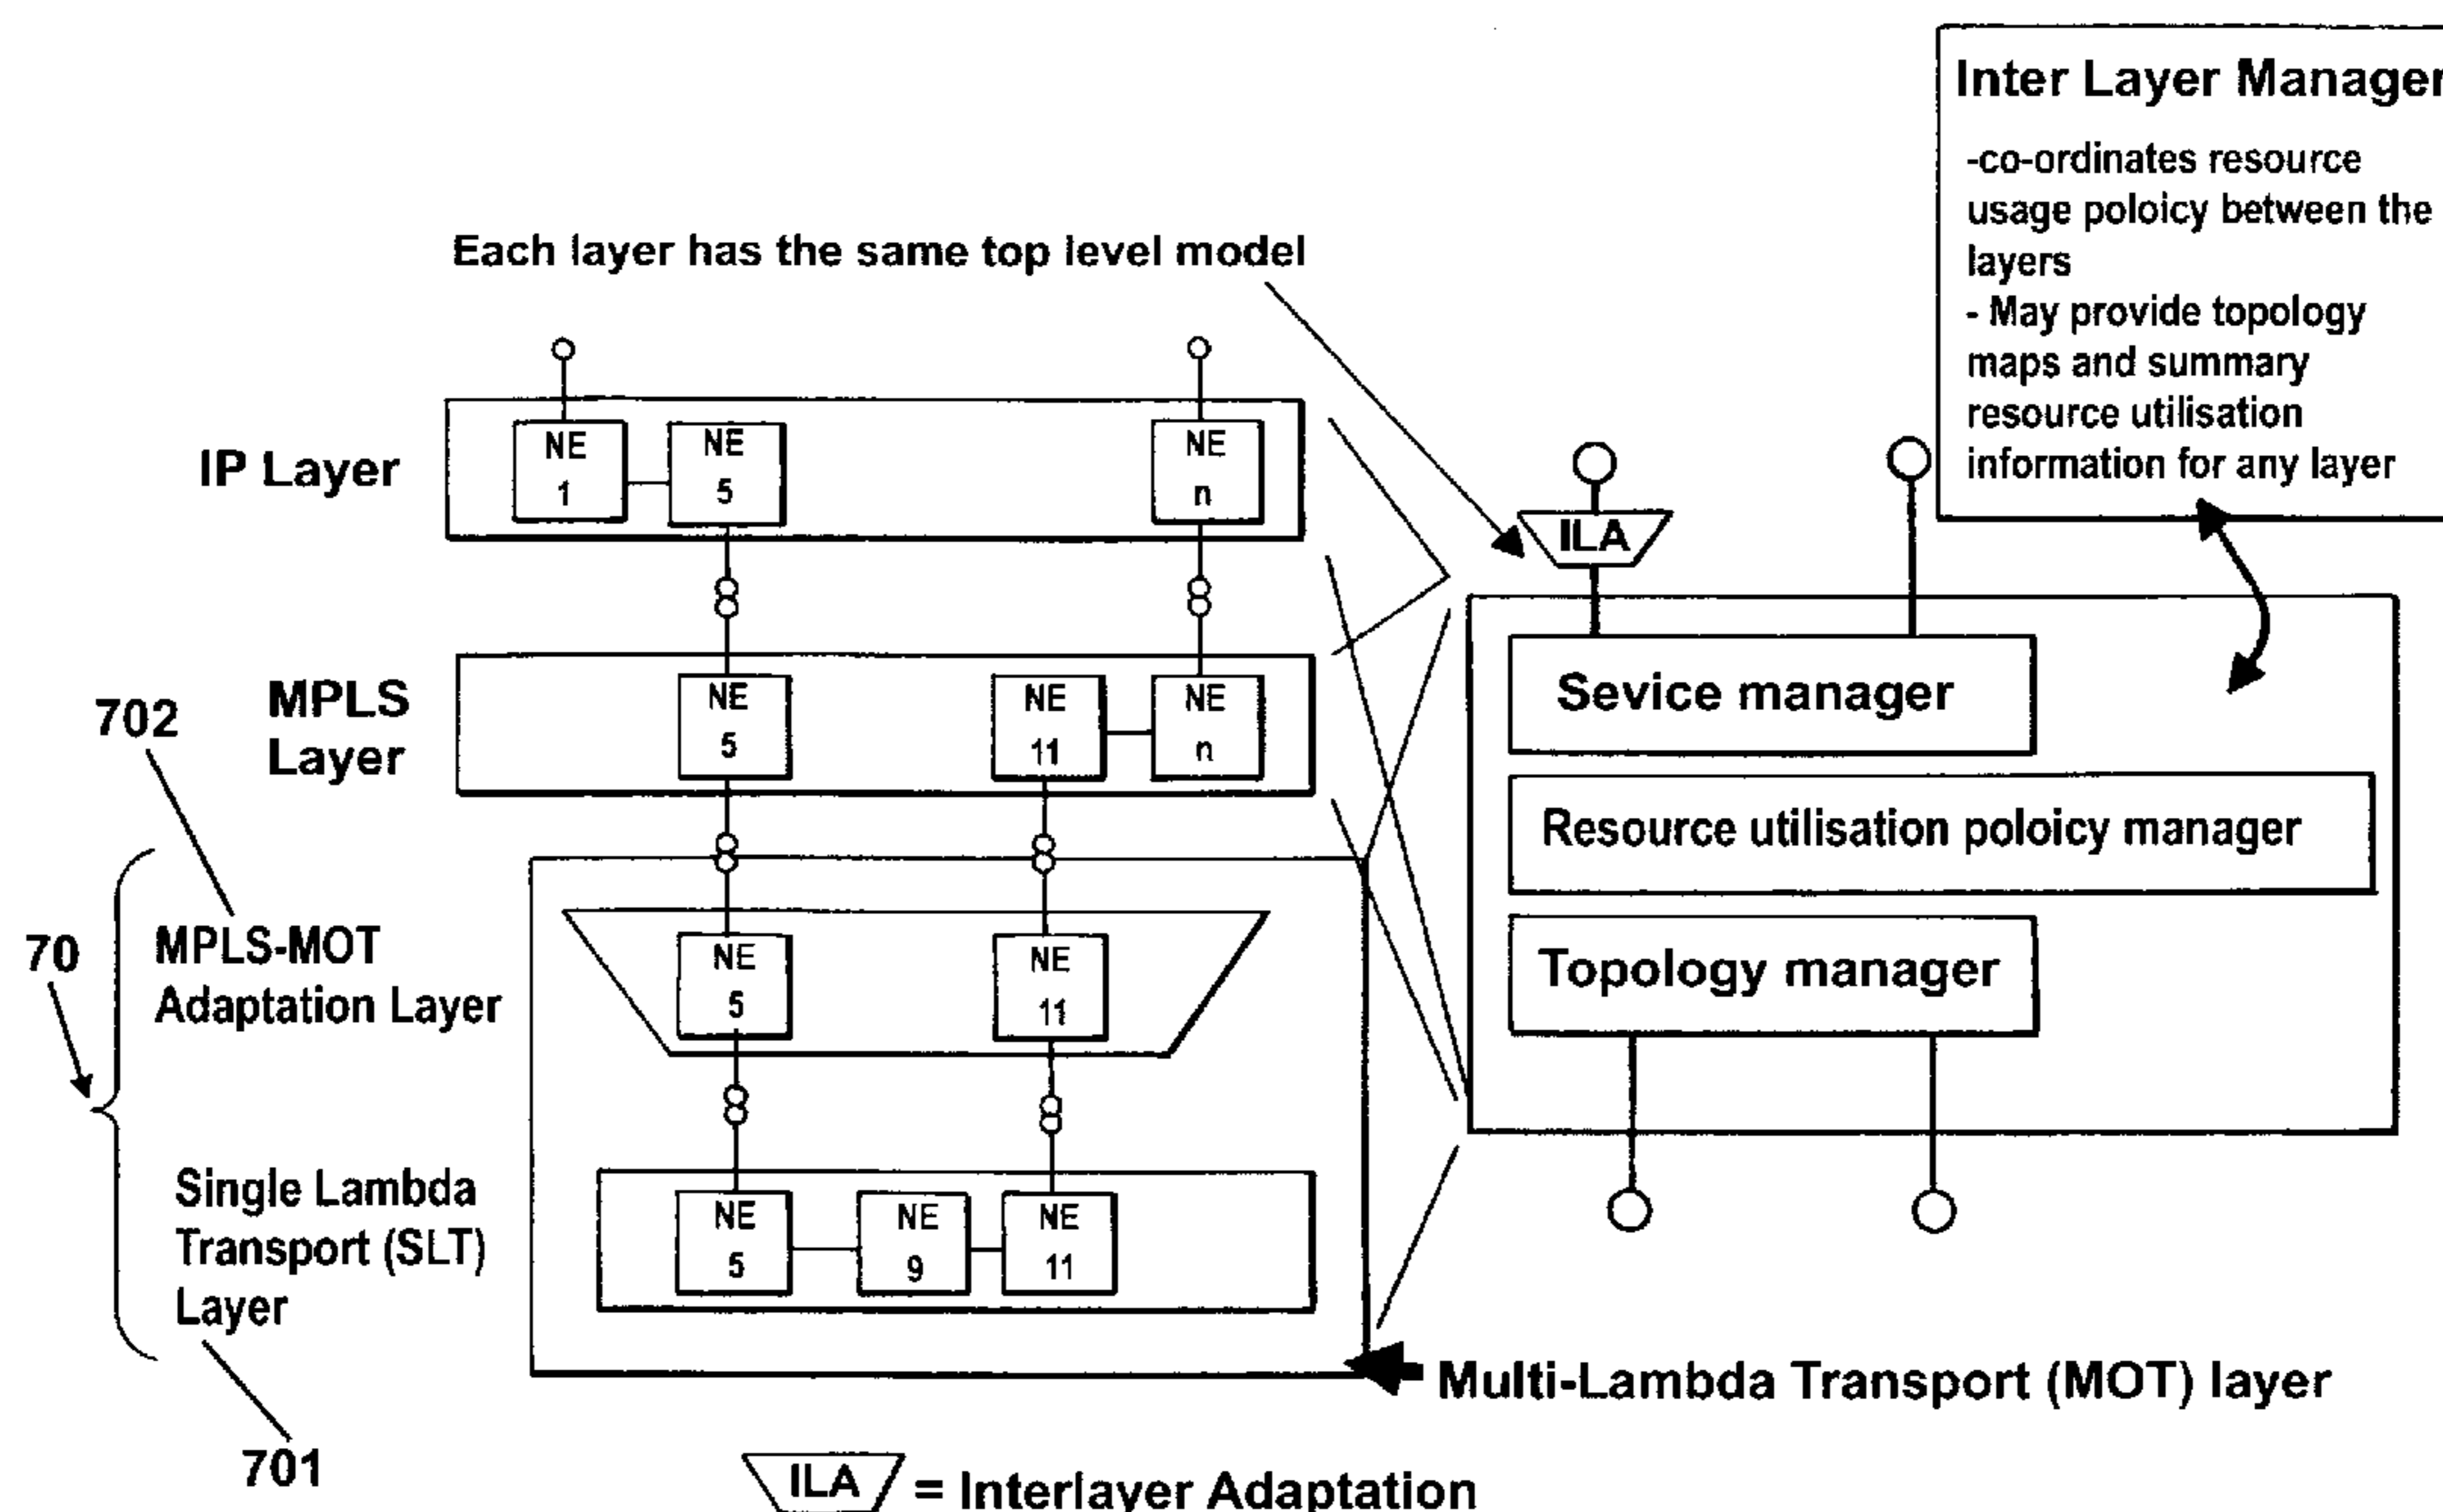 Inter Layer Manager
-co-ordinates resource
usage poloicy between the
layers
- May provide topology
maps and summary
resource utilisation
information for any layer
Each layer has the same top level model
IP Layer
NE
1
NE
5
NE
n
ILA
MPLS
Layer
NE
5
NE
11
NE
n
702
70
MPLS-MOT
Adaptation Layer
NE
5
NE
11
Single Lambda
Transport (SLT)
Layer
NE
5
NE
9
NE
11
701
Sevice manager
Resource utilisation poloicy manager
Topology manager
Multi-Lambda Transport (MOT) layer
ILA = Interlayer Adaptation